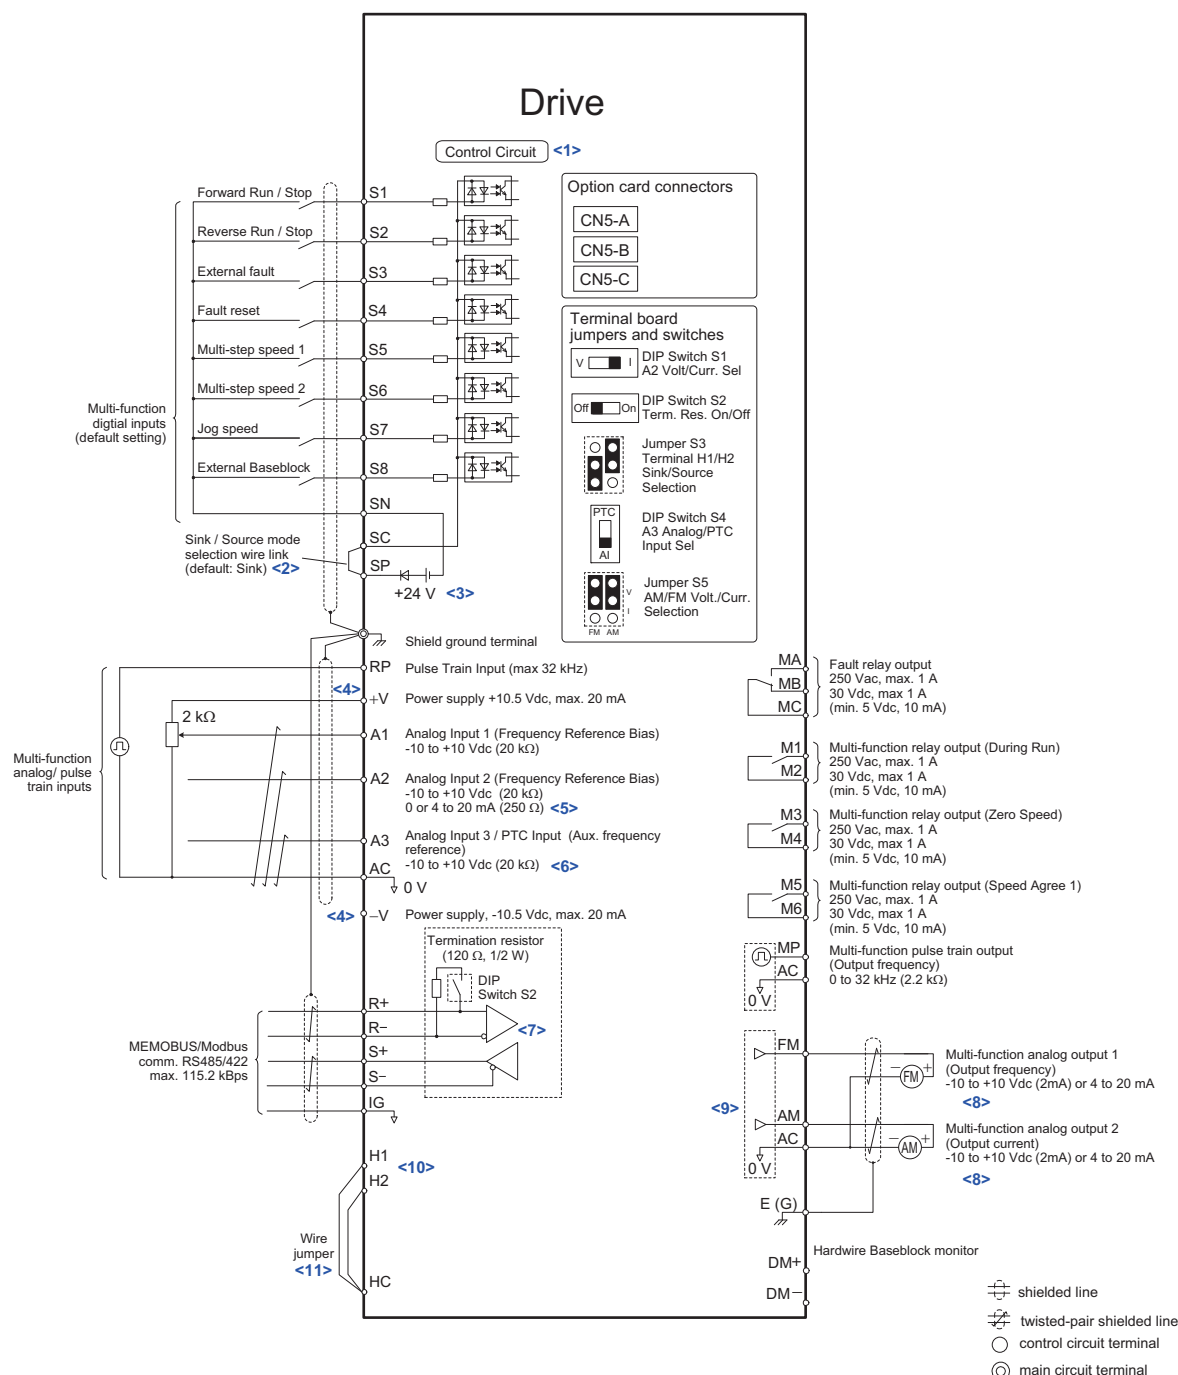 Drive
Control Circuit <1>
Forward Run / Stop
S1
Reverse Run / Stop
S2
External fault
S3
Fault reset
S4
Multi-step speed 1
S5
Multi-step speed 2
S6
Jog speed
S7
External Baseblock
S8
Multi-function
digtial inputs
(default setting)
SN
SC
SP
Sink / Source mode
selection wire link
(default: Sink) <2>
+24 V <3>
Option card connectors
CN5-A
CN5-B
CN5-C
Terminal board
jumpers and switches
V I
DIP Switch S1
A2 Volt/Curr. Sel
Off On
DIP Switch S2
Term. Res. On/Off
Jumper S3
Terminal H1/H2
Sink/Source
Selection
PTC
AI
DIP Switch S4
A3 Analog/PTC
Input Sel
V
I
FM AM
Jumper S5
AM/FM Volt./Curr.
Selection
Shield ground terminal
RP Pulse Train Input (max 32 kHz)
<4> +V Power supply +10.5 Vdc, max. 20 mA
2 kΩ
A1 Analog Input 1 (Frequency Reference Bias)
-10 to +10 Vdc (20 kΩ)
Multi-function
analog/ pulse
train inputs
A2 Analog Input 2 (Frequency Reference Bias)
-10 to +10 Vdc (20 kΩ)
0 or 4 to 20 mA (250 Ω) <5>
A3 Analog Input 3 / PTC Input (Aux. frequency
reference)
-10 to +10 Vdc (20 kΩ) <6>
AC
0 V
<4> −V Power supply, -10.5 Vdc, max. 20 mA
Termination resistor
(120 Ω, 1/2 W)
DIP
Switch S2
R+
R−
S+
S−
IG
<7>
MEMOBUS/Modbus
comm. RS485/422
max. 115.2 kBps
H1
<10>
H2
Wire
jumper
<11>
HC
MA
MB
MC
Fault relay output
250 Vac, max. 1 A
30 Vdc, max 1 A
(min. 5 Vdc, 10 mA)
M1
M2
Multi-function relay output (During Run)
250 Vac, max. 1 A
30 Vdc, max 1 A
(min. 5 Vdc, 10 mA)
M3
M4
Multi-function relay output (Zero Speed)
250 Vac, max. 1 A
30 Vdc, max 1 A
(min. 5 Vdc, 10 mA)
M5
M6
Multi-function relay output (Speed Agree 1)
250 Vac, max. 1 A
30 Vdc, max 1 A
(min. 5 Vdc, 10 mA)
MP
AC
0 V
Multi-function pulse train output
(Output frequency)
0 to 32 kHz (2.2 kΩ)
FM
− FM +
Multi-function analog output 1
(Output frequency)
-10 to +10 Vdc (2mA) or 4 to 20 mA
<8>
<9>
AM
AC
0 V
− AM +
Multi-function analog output 2
(Output current)
-10 to +10 Vdc (2mA) or 4 to 20 mA
<8>
E (G)
Hardwire Baseblock monitor
DM+
DM−
shielded line
twisted-pair shielded line
control circuit terminal
main circuit terminal